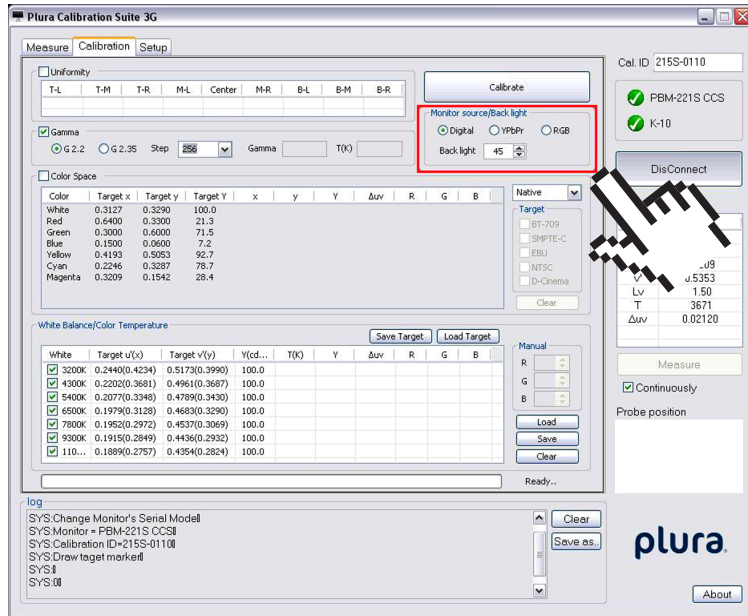 Plura Calibration Suite 3G
Measure Calibration Setup
Uniformity
T-L T-M T-R M-L Center M-R B-L B-M B-R
Calibrate
Gamma
G 2.2 G 2.35 Step 256 Gamma T(K)
Monitor source/Back light
Digital YPbPr RGB
Back light 45
Color Space
Color Target x Target y Target Y x y Y Δuv R G B
White 0.3127 0.3290 100.0
Red 0.6400 0.3300 21.3
Green 0.3000 0.6000 71.5
Blue 0.1500 0.0600 7.2
Yellow 0.4193 0.5053 92.7
Cyan 0.2246 0.3287 78.7
Magenta 0.3209 0.1542 28.4
Native
Target
BT-709
SMPTE-C
EBU
NTSC
D-Cinema
Clear
White Balance/Color Temperature
Save Target Load Target
White Target u'(x) Target v'(y) Y(cd... T(K) Y Δuv R G B
3200K 0.2440(0.4234) 0.5173(0.3990) 100.0
4300K 0.2202(0.3681) 0.4961(0.3687) 100.0
5400K 0.2077(0.3348) 0.4789(0.3430) 100.0
6500K 0.1979(0.3128) 0.4683(0.3290) 100.0
7800K 0.1952(0.2972) 0.4537(0.3069) 100.0
9300K 0.1915(0.2849) 0.4436(0.2932) 100.0
110... 0.1889(0.2757) 0.4354(0.2824) 100.0
Manual
R
G
B
Load
Save
Clear
Ready..
Cal. ID 215S-0110
PBM-221S CCS
K-10
DisConnect
.5353
Lv 1.50
T 3671
Δuv 0.02120
Measure
Continuously
Probe position
log
SYS:Change Monitor's Serial Model
SYS:Monitor = PBM-221S CCS
SYS:Calibration ID=215S-0110
SYS:Draw taget marker
SYS:
SYS:0
Clear
Save as..
plura
About